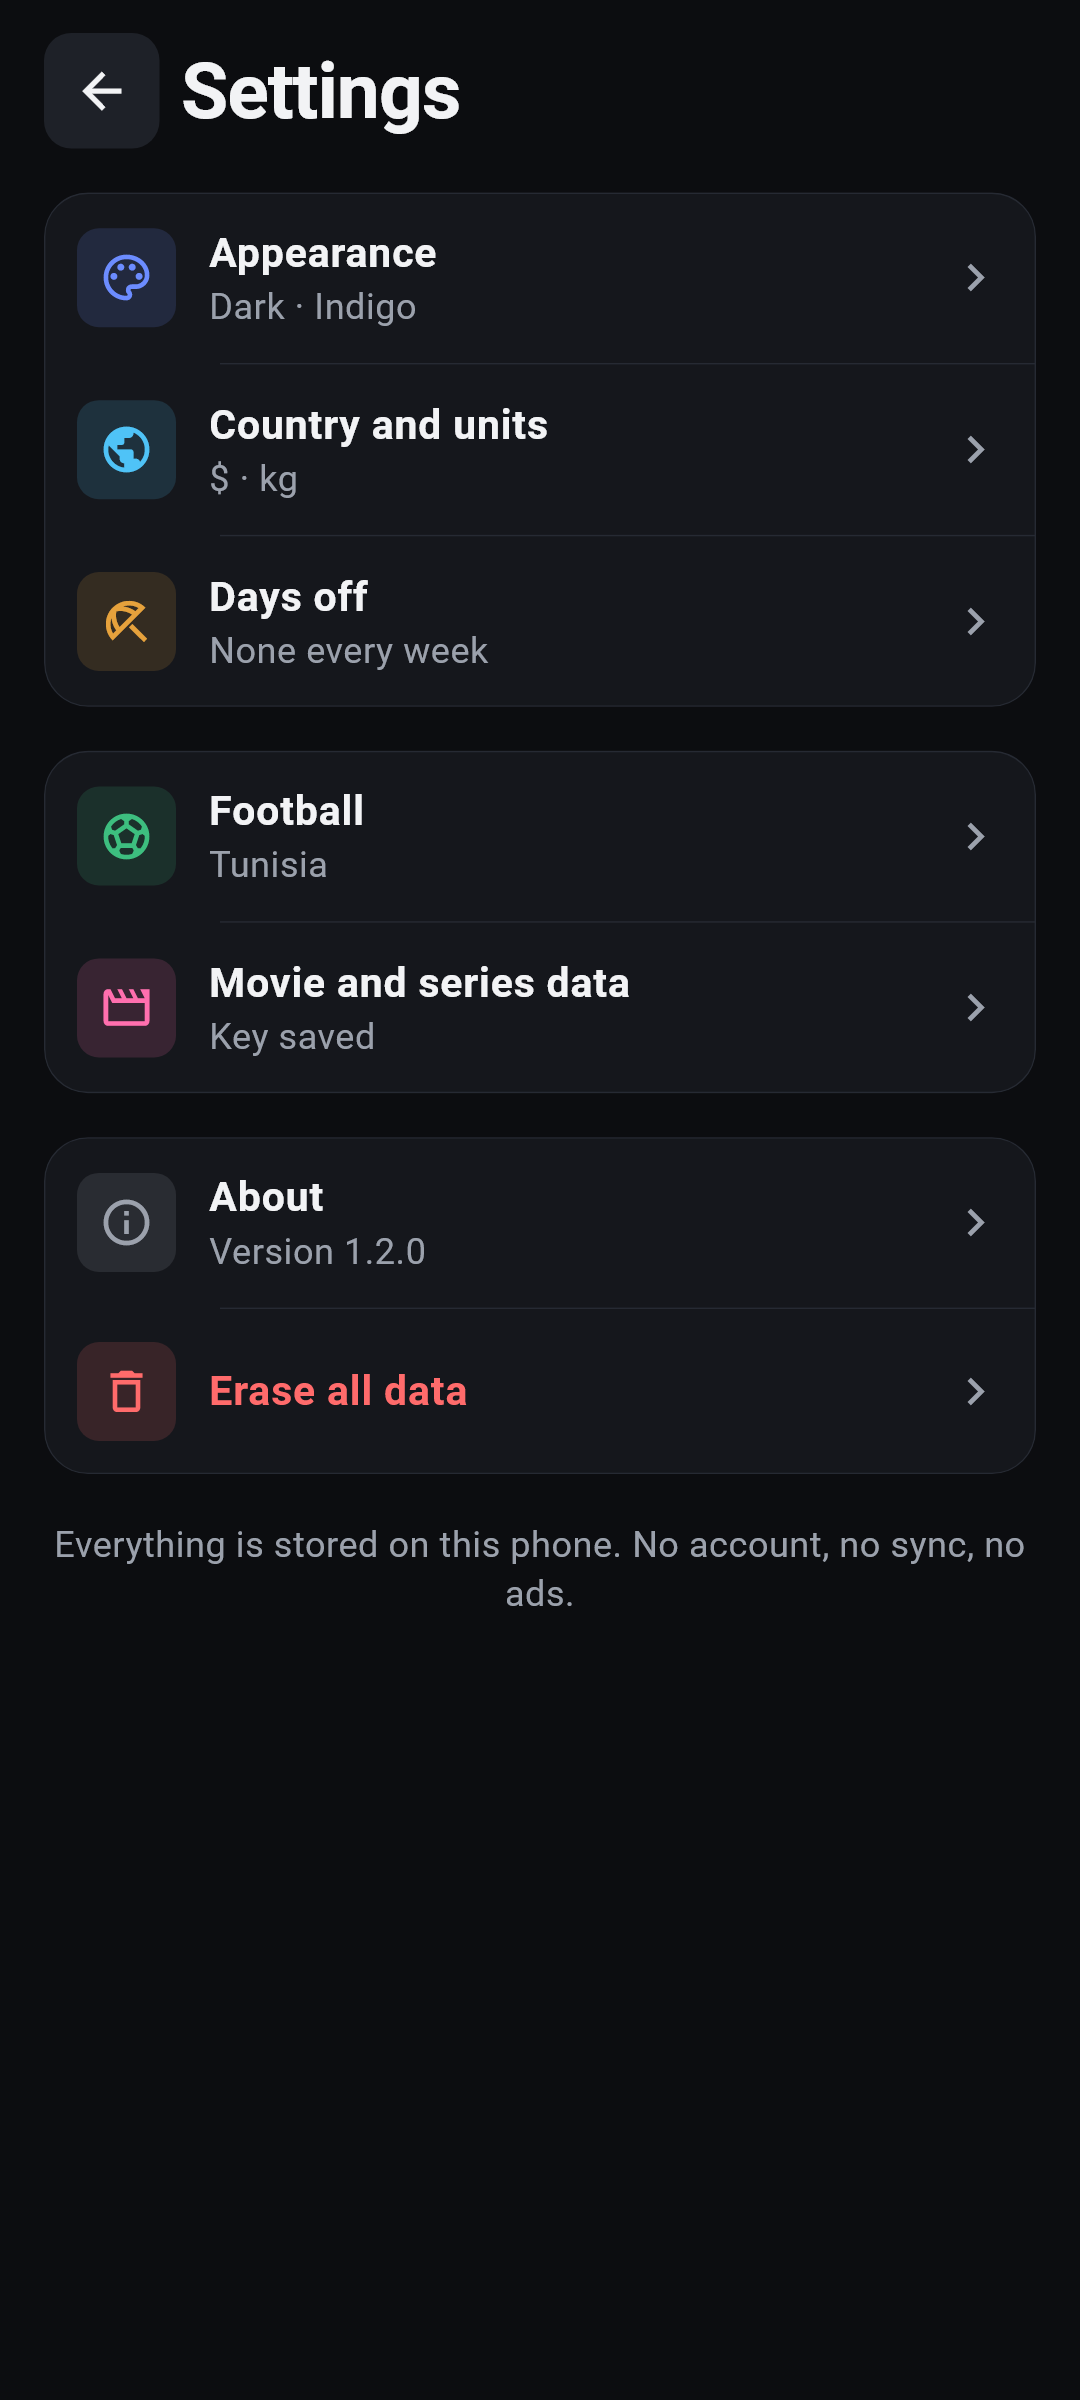 Settings
Appearance
Dark · Indigo
Country and units
$ · kg
Days off
None every week
Football
Tunisia
Movie and series data
Key saved
About
Version 1.2.0
Erase all data
Everything is stored on this phone. No account, no sync, no
ads.